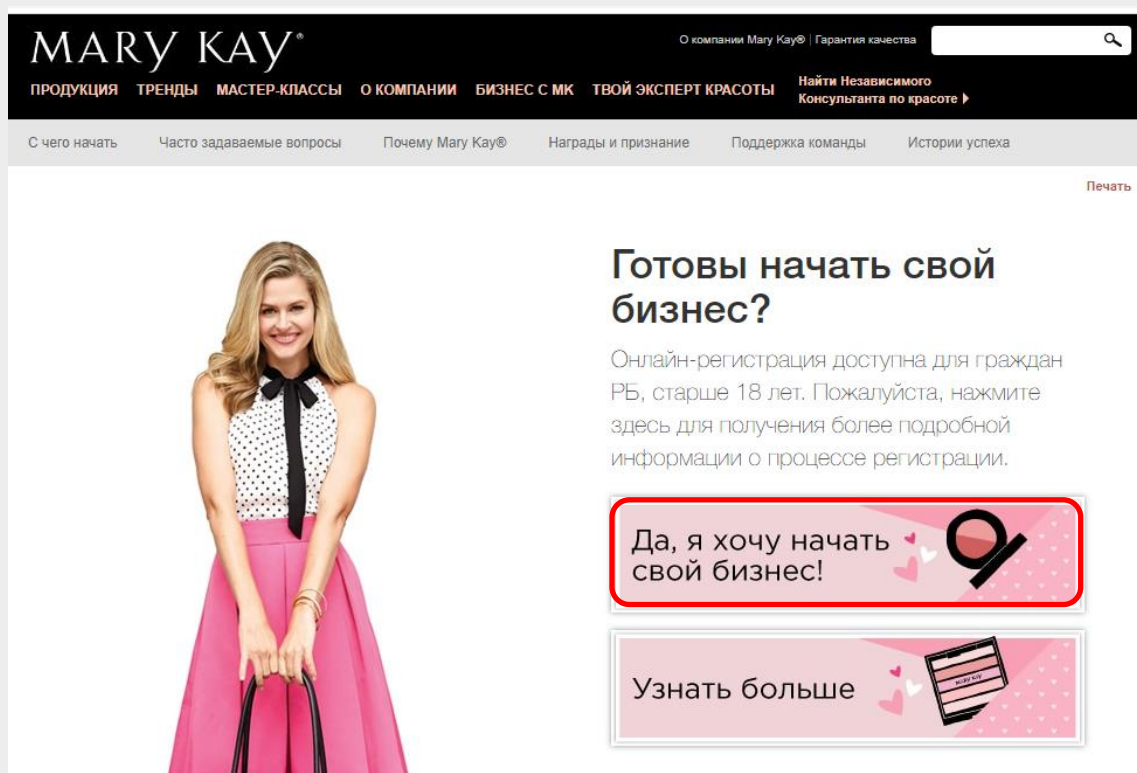 MARY KAY®
О компании Mary Kay® | Гарантия качества
ПРОДУКЦИЯ ТРЕНДЫ МАСТЕР-КЛАССЫ О КОМПАНИИ БИЗНЕС С МК ТВОЙ ЭКСПЕРТ КРАСОТЫ
Найти Независимого
Консультанта по красоте
С чего начать Часто задаваемые вопросы Почему Mary Kay® Награды и признание Поддержка команды Истории успеха
Печать
Готовы начать свой
бизнес?
Онлайн-регистрация доступна для граждан
РБ, старше 18 лет. Пожалуйста, нажмите
здесь для получения более подробной
информации о процессе регистрации.
Да, я хочу начать
свой бизнес!
Узнать больше
MARY KAY